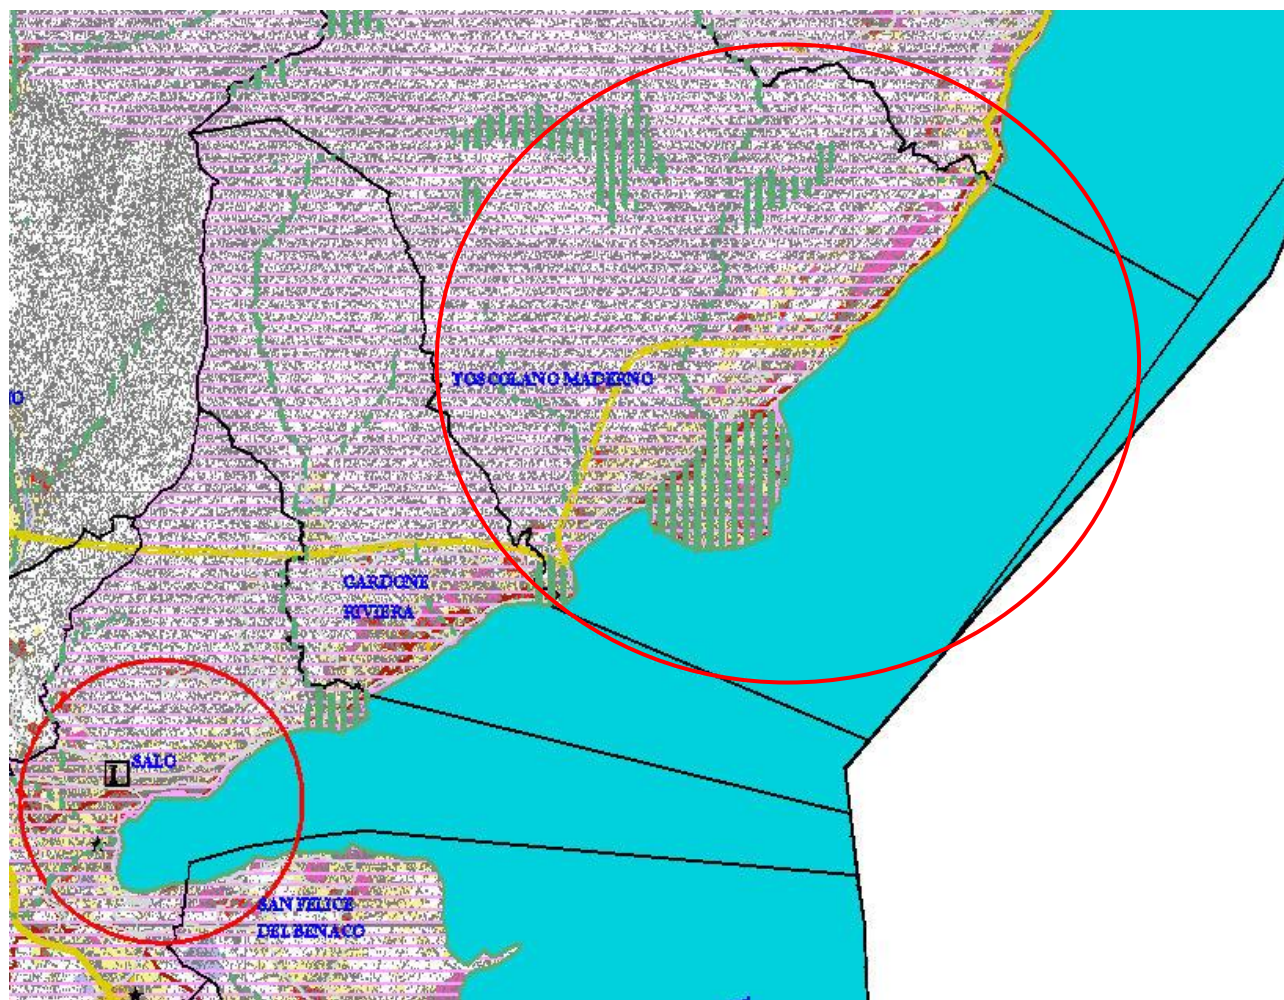 TOSCOLANO MADERNO
GARDONE
RIVIERA
SALO
L
SAN FELICE
DEL BENACO